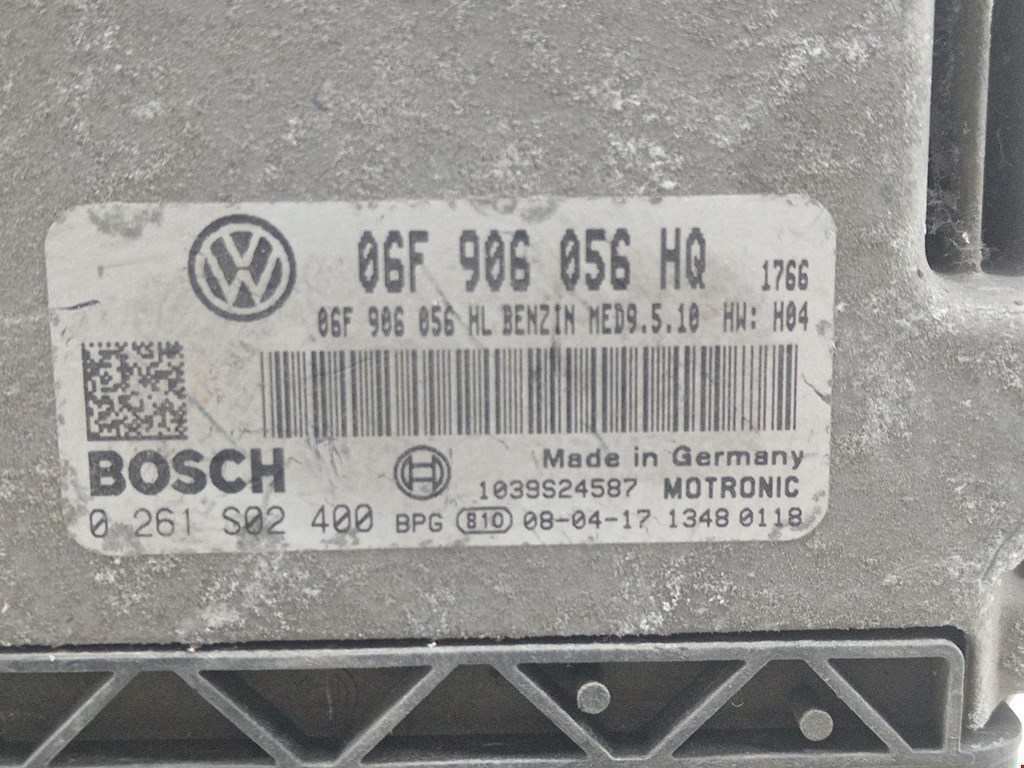 06F 906 056 HQ 1766
06F 906 056 HL BENZIN MED9.5.10 HW: H04
BOSCH Made in Germany
1039S24587 MOTRONIC
0 261 S02 400 BPG 810 08-04-17 1348 0118